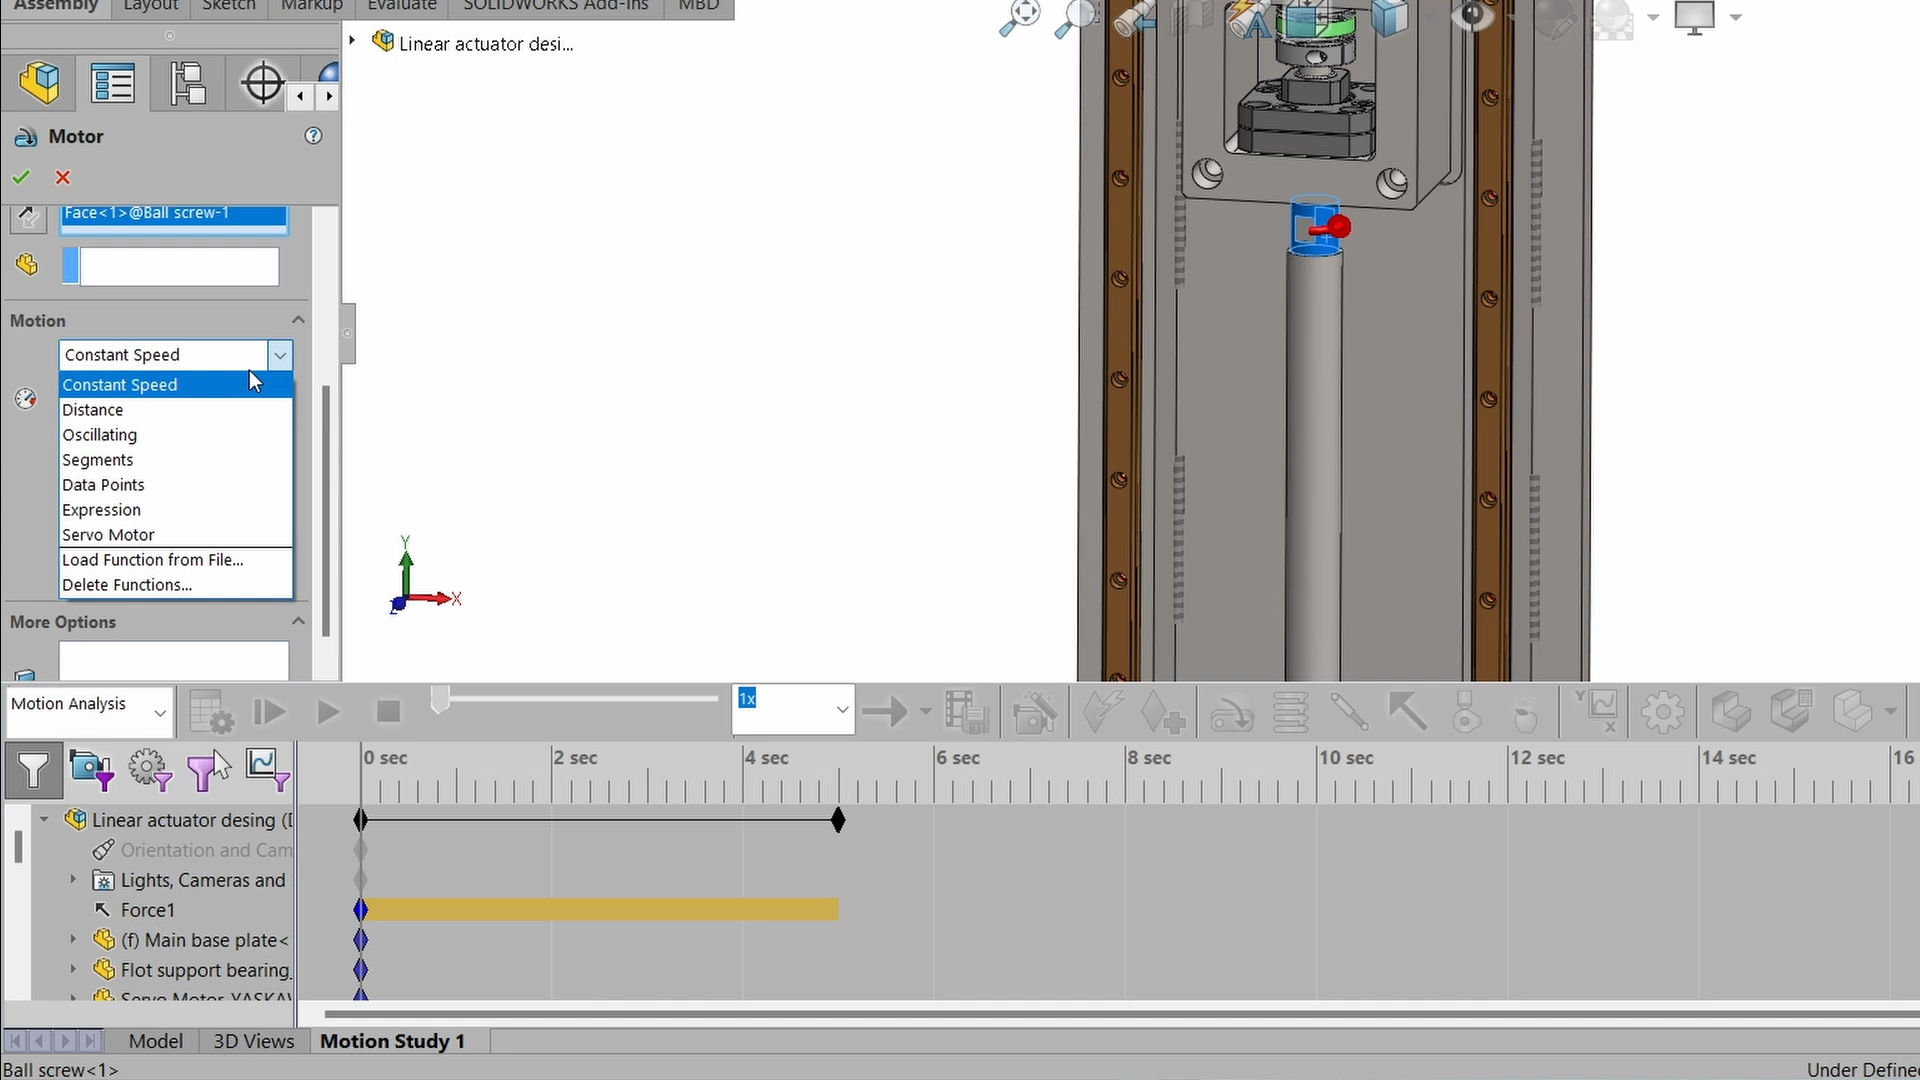 Assembly Layout Sketch Markup Evaluate SOLIDWORKS Add-Ins MBD
Linear actuator desi...
Motor
Face<1>@Ball screw-1
Motion
Constant Speed
Constant Speed
Distance
Oscillating
Segments
Data Points
Expression
Servo Motor
Load Function from File...
Delete Functions...
More Options
Y
X
Z
Motion Analysis
1x
0 sec 2 sec 4 sec 6 sec 8 sec 10 sec 12 sec 14 sec 16
Linear actuator desing (D
Orientation and Cam
Lights, Cameras and
Force1
(f) Main base plate<
Flot support bearing_
Servo Motor YASKA
Model 3D Views Motion Study 1
Ball screw<1>
Under Define